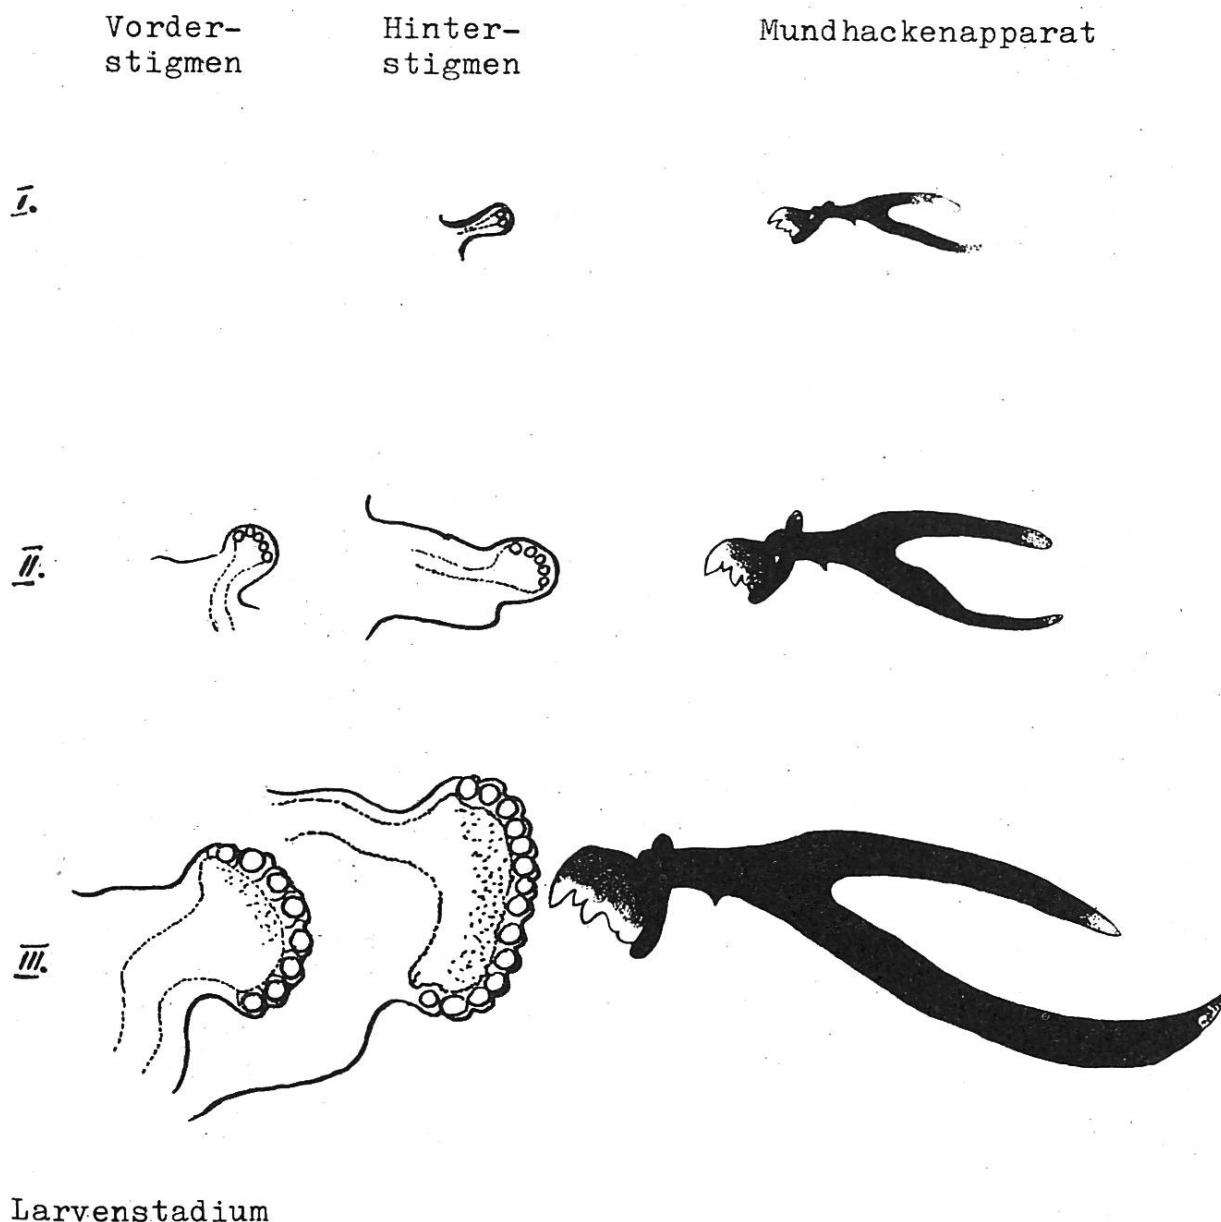 Vorder-
stigmen
Hinter-
stigmen
Mundhackenapparat
I.
II.
III.
Larvenstadium